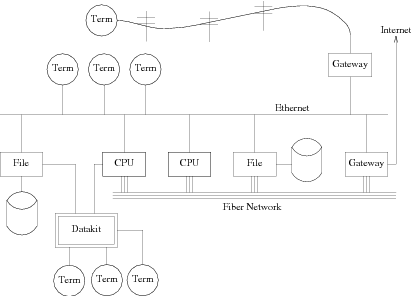 Term
Internet
Term Term Term
Gateway
Ethernet
File CPU CPU File Gateway
Fiber Network
Datakit
Term Term Term